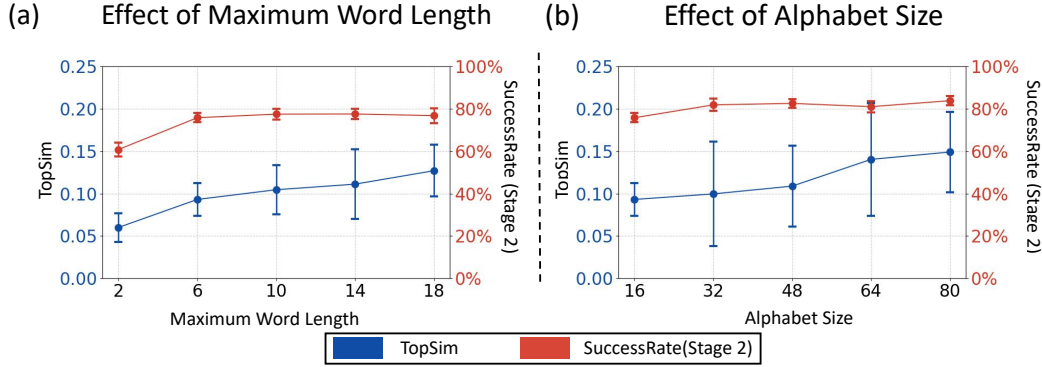 (a) Effect of Maximum Word Length
0.25
0.20
0.15
0.10
0.05
0.00
TopSim
100%
80%
60%
40%
20%
0%
SuccessRate (Stage 2)
2 6 10 14 18
Maximum Word Length
(b) Effect of Alphabet Size
0.25
0.20
0.15
0.10
0.05
0.00
TopSim
100%
80%
60%
40%
20%
0%
SuccessRate (Stage 2)
16 32 48 64 80
Alphabet Size
TopSim SuccessRate(Stage 2)